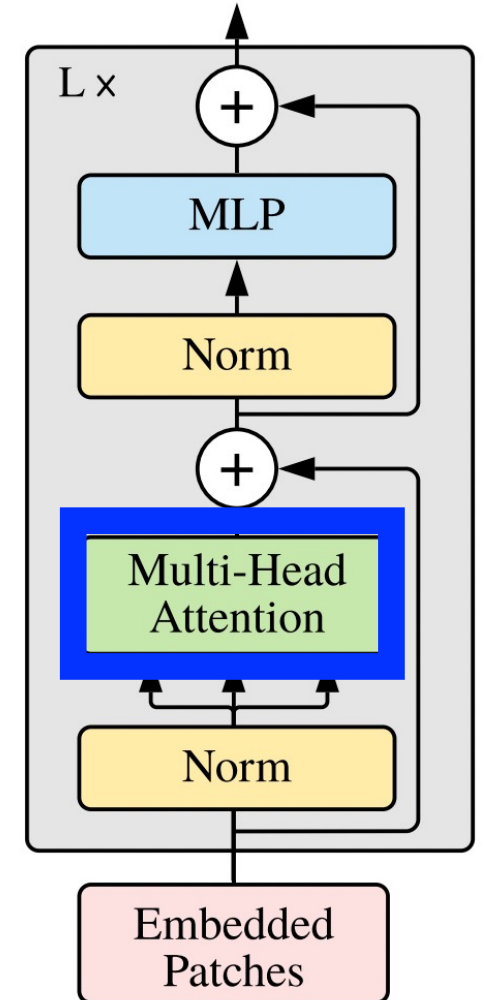 L ×
+
MLP
Norm
+
Multi-Head
Attention
Norm
Embedded
Patches